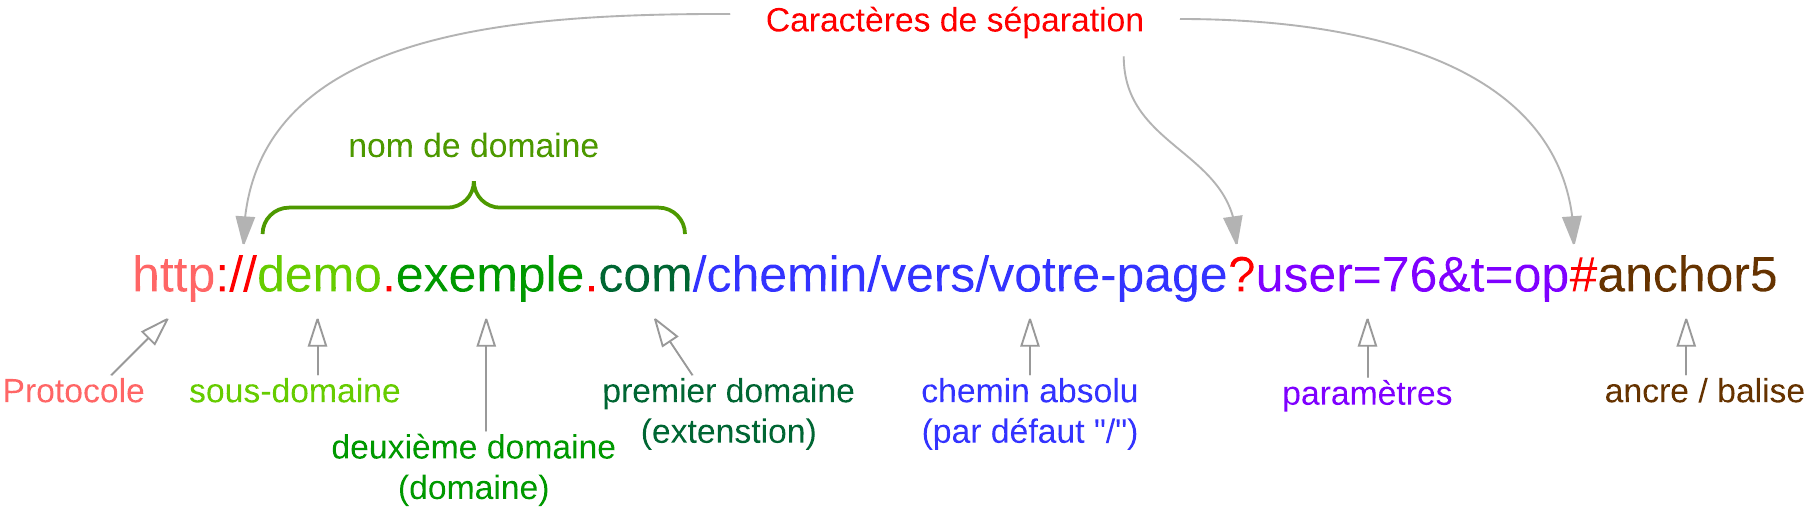 Caractères de séparation
nom de domaine
http://demo.exemple.com/chemin/vers/votre-page?user=76&t=op#anchor5
Protocole
sous-domaine
deuxième domaine
(domaine)
premier domaine
(extenstion)
chemin absolu
(par défaut "/")
paramètres
ancre / balise